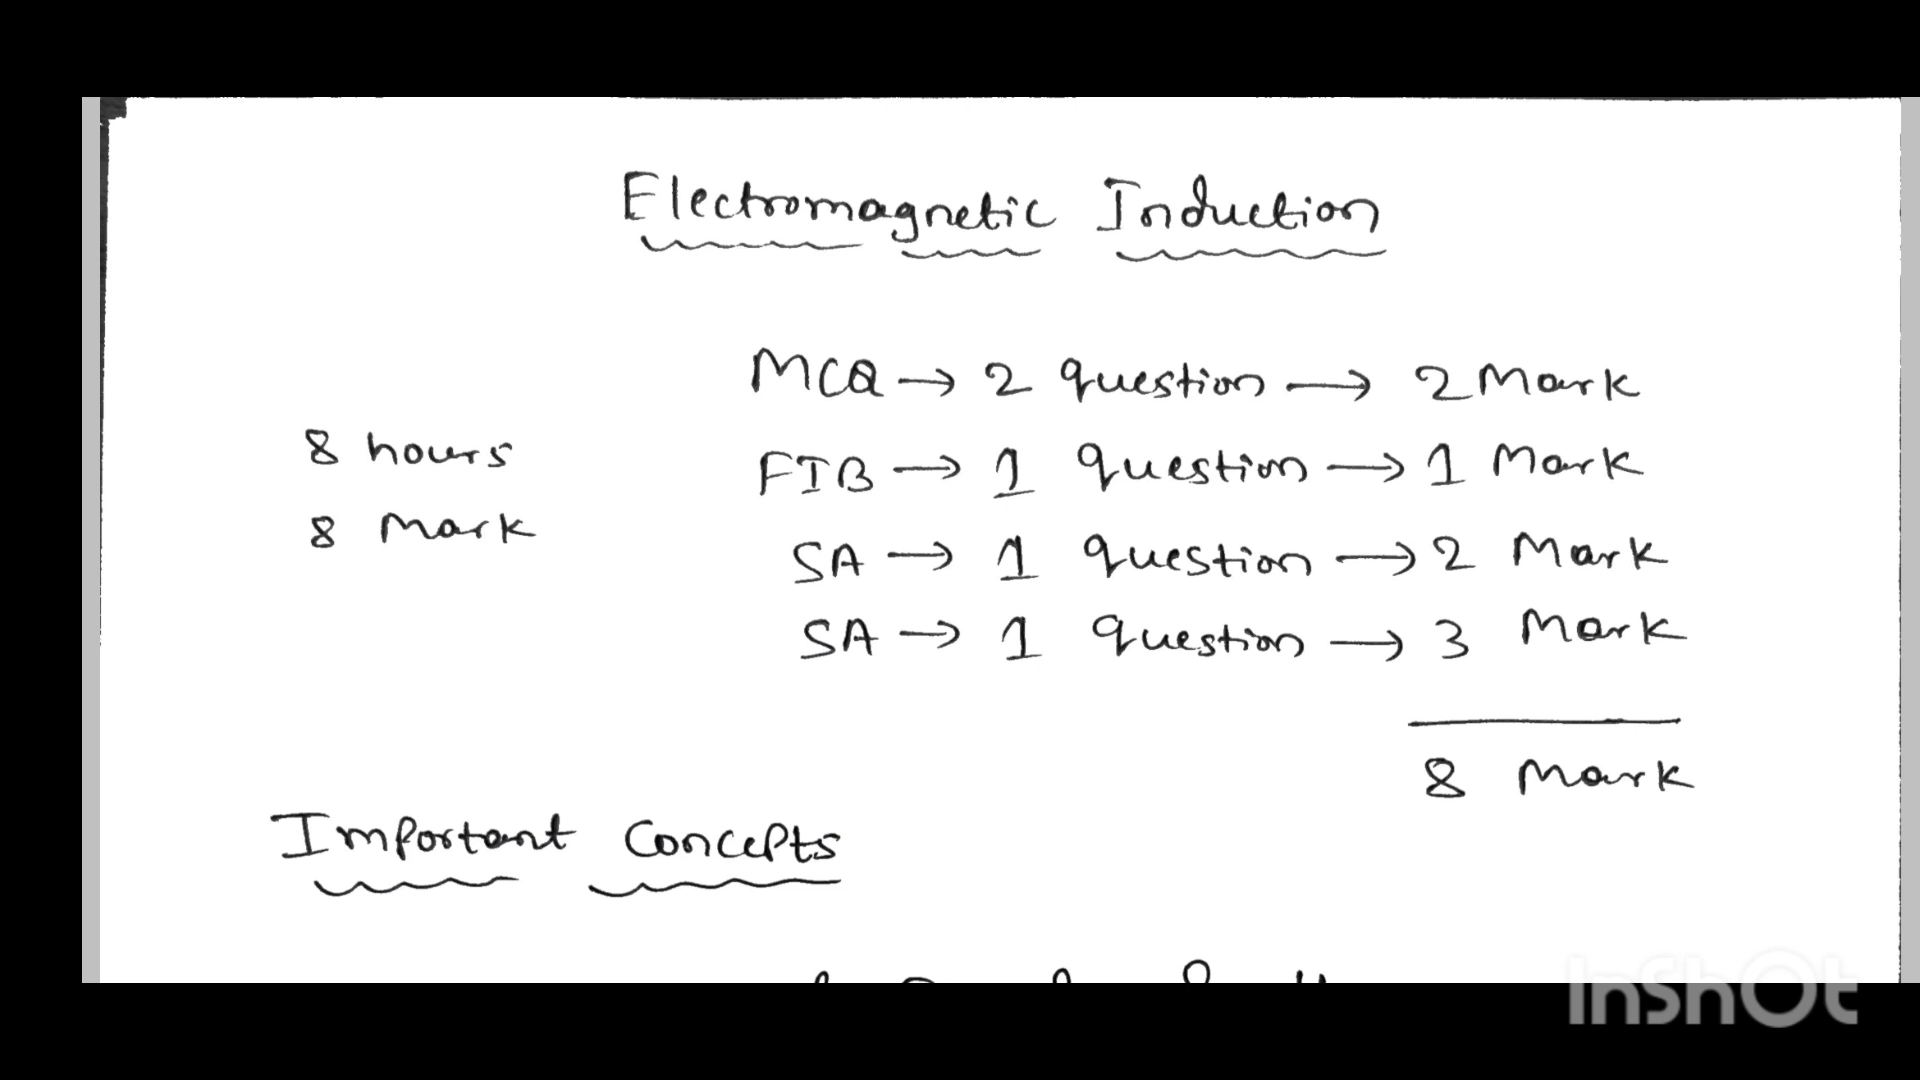 Electromagnetic Induction
8 hours
8 Mark
MCQ → 2 question → 2 Mark
FIB → 1 question → 1 Mark
SA → 1 question → 2 Mark
SA → 1 question → 3 Mark
8 Mark
Important Concepts
InShOt